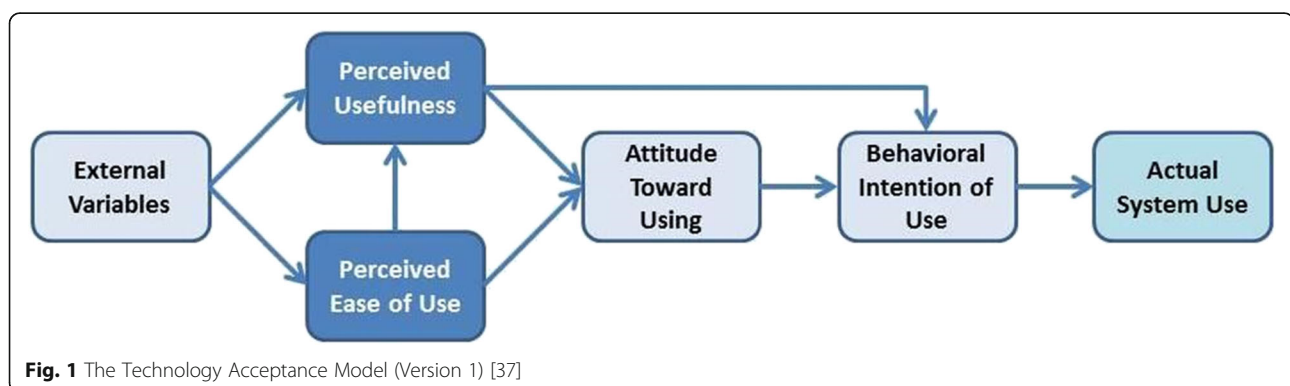 External
Variables
Perceived
Usefulness
Perceived
Ease of Use
Attitude
Toward
Using
Behavioral
Intention of
Use
Actual
System Use
Fig. 1 The Technology Acceptance Model (Version 1) [37]